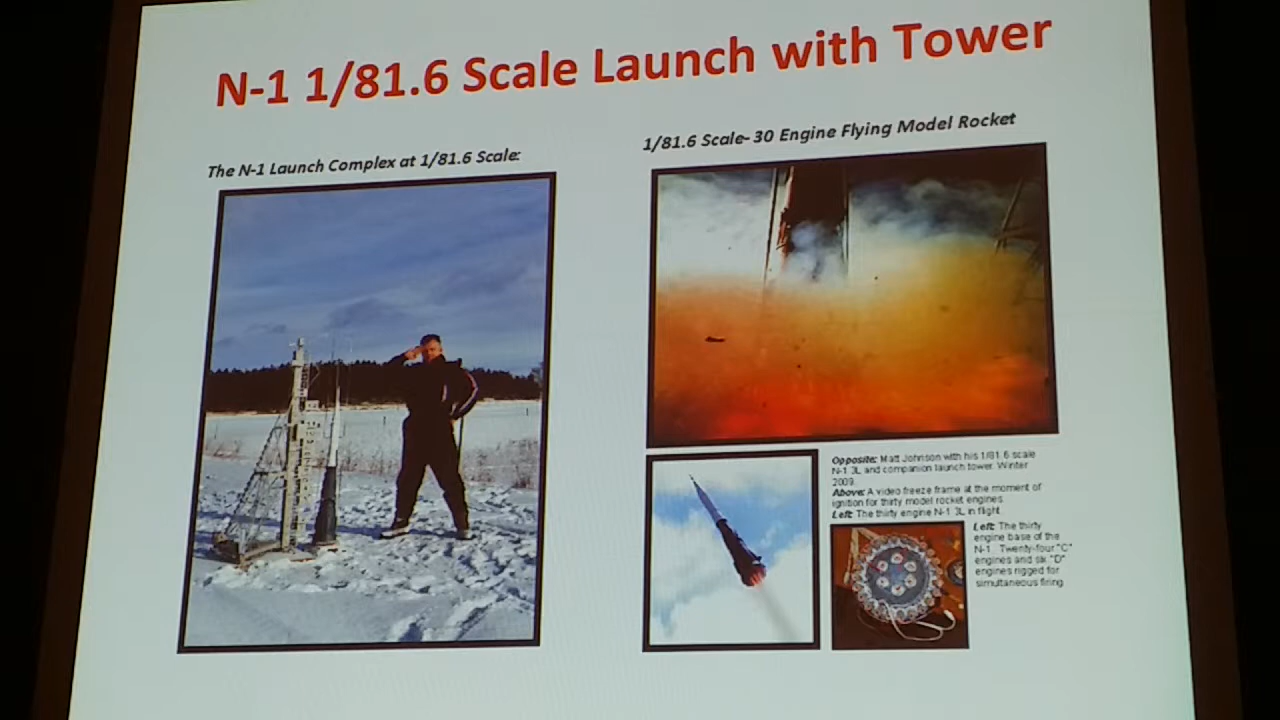 N-1 1/81.6 Scale Launch with Tower
The N-1 Launch Complex at 1/81.6 Scale:
1/81.6 Scale- 30 Engine Flying Model Rocket
Opposite: Matt Johnson with his 1/81.6 scale
N-1 3L and companion launch tower. Winter
2009.
Above: A video freeze frame at the moment of
ignition for thirty model rocket engines.
Left: The thirty engine N-1 3L in flight.
Left: The thirty
engine base of the
N-1. Twenty-four "C"
engines and six "D"
engines rigged for
simultaneous firing.